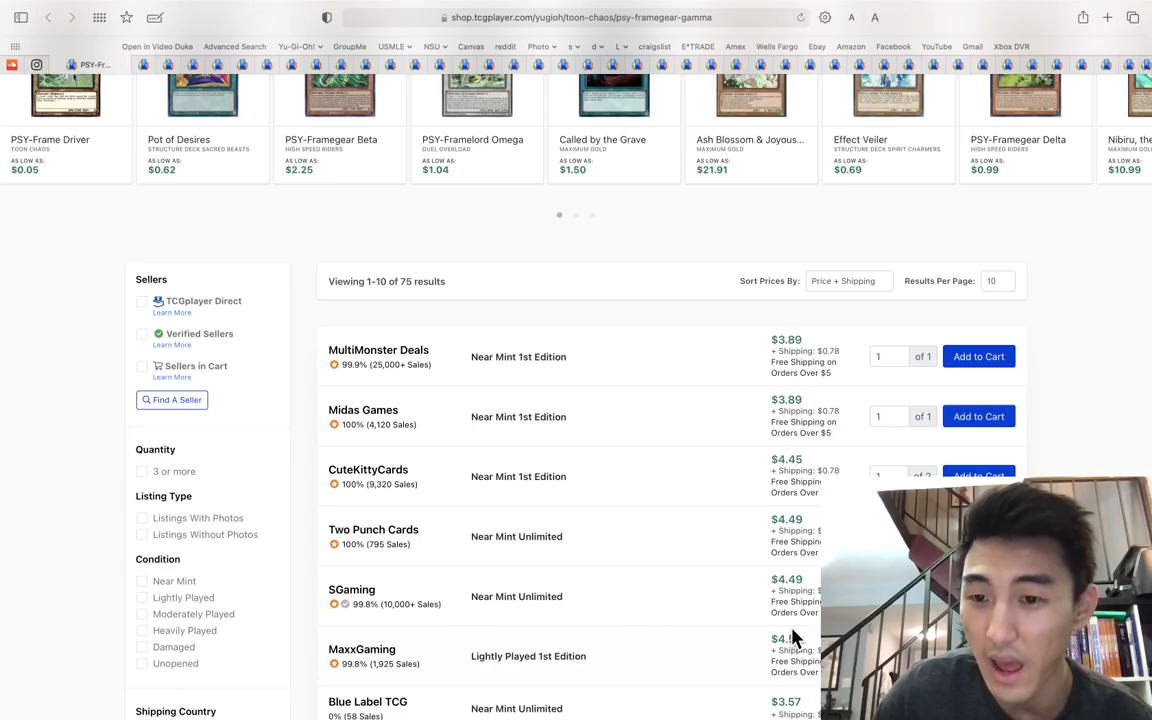 shop.tcgplayer.com/yugioh/toon-chaos/psy-framegear-gamma
A A
Open in Video Duke Advanced Search Yu-Gi-Oh! GroupMe USMLE NSU Canvas reddit Photo s d L craigslist E*TRADE Amex Wells Fargo Ebay Amazon Facebook YouTube Gmail Xbox DVR
PSY-Fr...
PSY-Frame Driver
TOON CHAOS
AS LOW AS:
$0.05
Pot of Desires
STRUCTURE DECK SACRED BEASTS
AS LOW AS:
$0.62
PSY-Framegear Beta
HIGH SPEED RIDERS
AS LOW AS:
$2.25
PSY-Framelord Omega
DUEL OVERLOAD
AS LOW AS:
$1.04
Called by the Grave
MAXIMUM GOLD
AS LOW AS:
$1.50
Ash Blossom & Joyous...
MAXIMUM GOLD
AS LOW AS:
$21.91
Effect Veiler
STRUCTURE DECK SPIRIT CHARMERS
AS LOW AS:
$0.69
PSY-Framegear Delta
HIGH SPEED RIDERS
AS LOW AS:
$0.99
Nibiru, the
MAXIMUM GOLD
AS LOW AS:
$10.99
Sellers
TCGplayer Direct
Learn More
Verified Sellers
Learn More
Sellers in Cart
Learn More
Find A Seller
Quantity
3 or more
Listing Type
Listings With Photos
Listings Without Photos
Condition
Near Mint
Lightly Played
Moderately Played
Heavily Played
Damaged
Unopened
Shipping Country
Viewing 1-10 of 75 results
Sort Prices By: Price + Shipping Results Per Page: 10
MultiMonster Deals
99.9% (25,000+ Sales)
Near Mint 1st Edition
$3.89
+ Shipping: $0.78
Free Shipping on
Orders Over $5
1 of 1 Add to Cart
Midas Games
100% (4,120 Sales)
Near Mint 1st Edition
$3.89
+ Shipping: $0.78
Free Shipping on
Orders Over $5
1 of 1 Add to Cart
CuteKittyCards
100% (9,320 Sales)
Near Mint 1st Edition
$4.45
+ Shipping: $0.78
Free Shipping
Orders Over
1 of 2 Add to Cart
Two Punch Cards
100% (795 Sales)
Near Mint Unlimited
$4.49
+ Shipping: $
Free Shipping
Orders Over
SGaming
99.8% (10,000+ Sales)
Near Mint Unlimited
$4.49
+ Shipping: $
Free Shipping
Orders Over
MaxxGaming
99.8% (1,925 Sales)
Lightly Played 1st Edition
+ Shipping: $
Free Shipping
Orders Over
Blue Label TCG
0% (58 Sales)
Near Mint Unlimited
$3.57
+ Shipping: